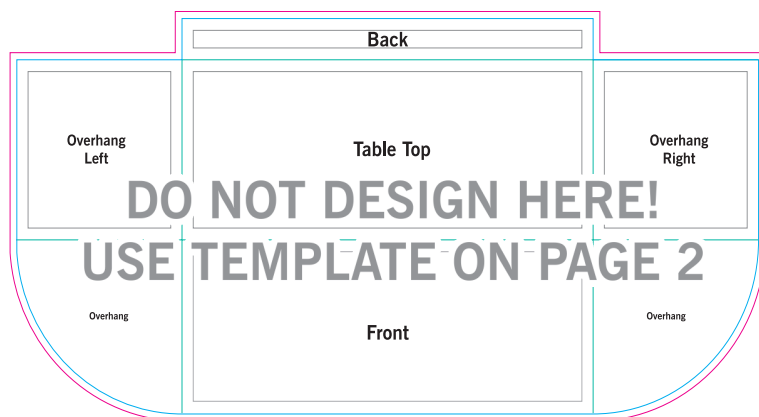 Back
Overhang
Left
Table Top
Overhang
Right
DO NOT DESIGN HERE!
USE TEMPLATE ON PAGE 2
Overhang
Front
Overhang